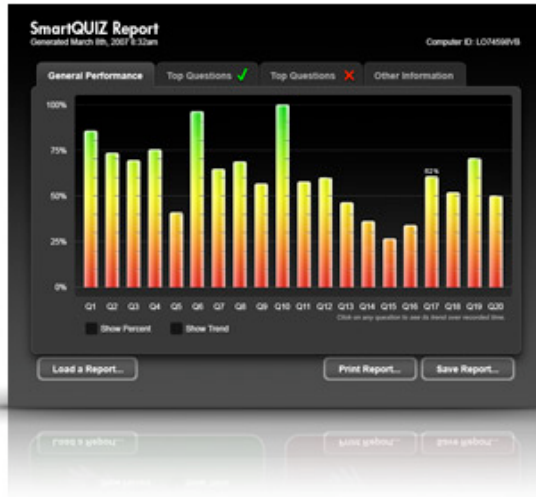 SmartQUIZ Report
Generated March 8th, 2007 8:32am
Computer ID: LO74598VB
General Performance
Top Questions
Top Questions
Other Information
100%
75%
50%
25%
0%
62%
Q1 Q2 Q3 Q4 Q5 Q6 Q7 Q8 Q9 Q10 Q11 Q12 Q13 Q14 Q15 Q16 Q17 Q18 Q19 Q20
Click on any question to see its trend over recorded time.
Show Percent
Show Trend
Load a Report...
Print Report...
Save Report...